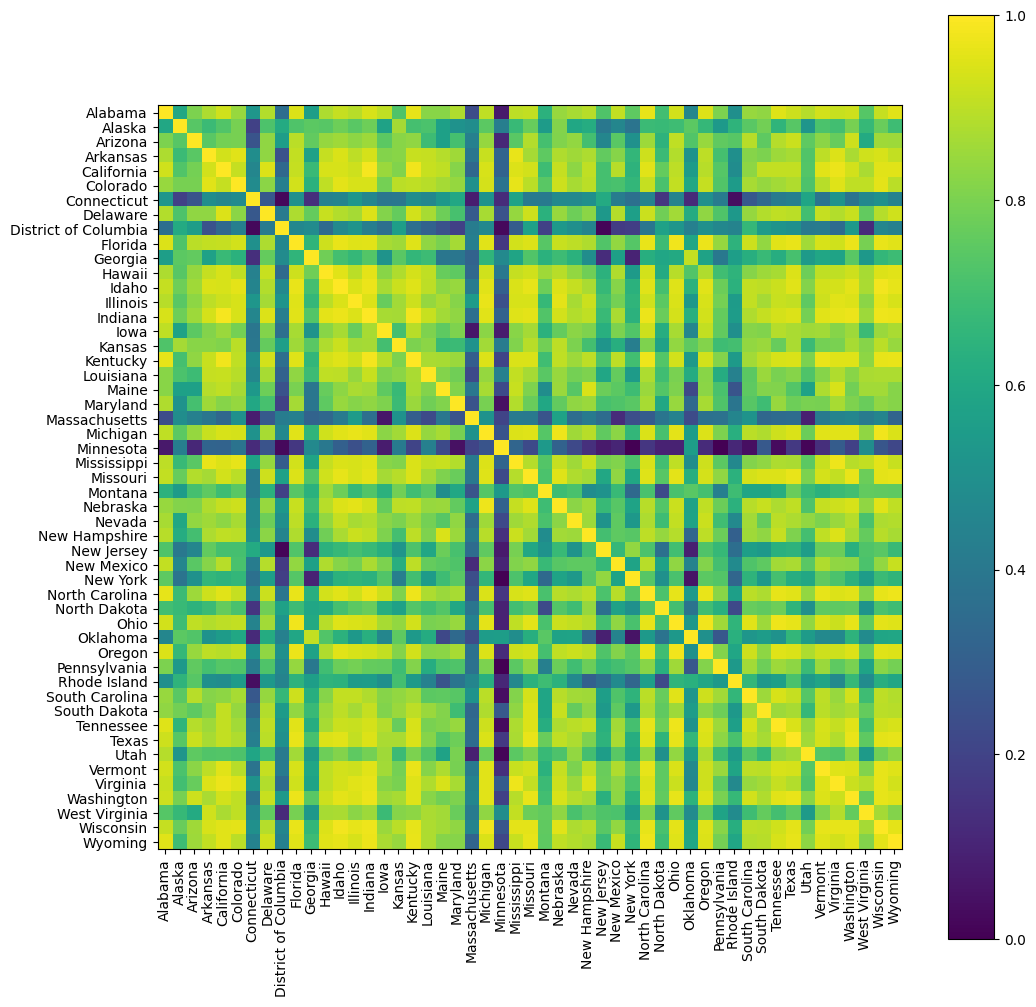 Alabama
Alaska
Arizona
Arkansas
California
Colorado
Connecticut
Delaware
District of Columbia
Florida
Georgia
Hawaii
Idaho
Illinois
Indiana
Iowa
Kansas
Kentucky
Louisiana
Maine
Maryland
Massachusetts
Michigan
Minnesota
Mississippi
Missouri
Montana
Nebraska
Nevada
New Hampshire
New Jersey
New Mexico
New York
North Carolina
North Dakota
Ohio
Oklahoma
Oregon
Pennsylvania
Rhode Island
South Carolina
South Dakota
Tennessee
Texas
Utah
Vermont
Virginia
Washington
West Virginia
Wisconsin
Wyoming
Alabama
Alaska
Arizona
Arkansas
California
Colorado
Connecticut
Delaware
District of Columbia
Florida
Georgia
Hawaii
Idaho
Illinois
Indiana
Iowa
Kansas
Kentucky
Louisiana
Maine
Maryland
Massachusetts
Michigan
Minnesota
Mississippi
Missouri
Montana
Nebraska
Nevada
New Hampshire
New Jersey
New Mexico
New York
North Carolina
North Dakota
Ohio
Oklahoma
Oregon
Pennsylvania
Rhode Island
South Carolina
South Dakota
Tennessee
Texas
Utah
Vermont
Virginia
Washington
West Virginia
Wisconsin
Wyoming
1.0
0.8
0.6
0.4
0.2
0.0